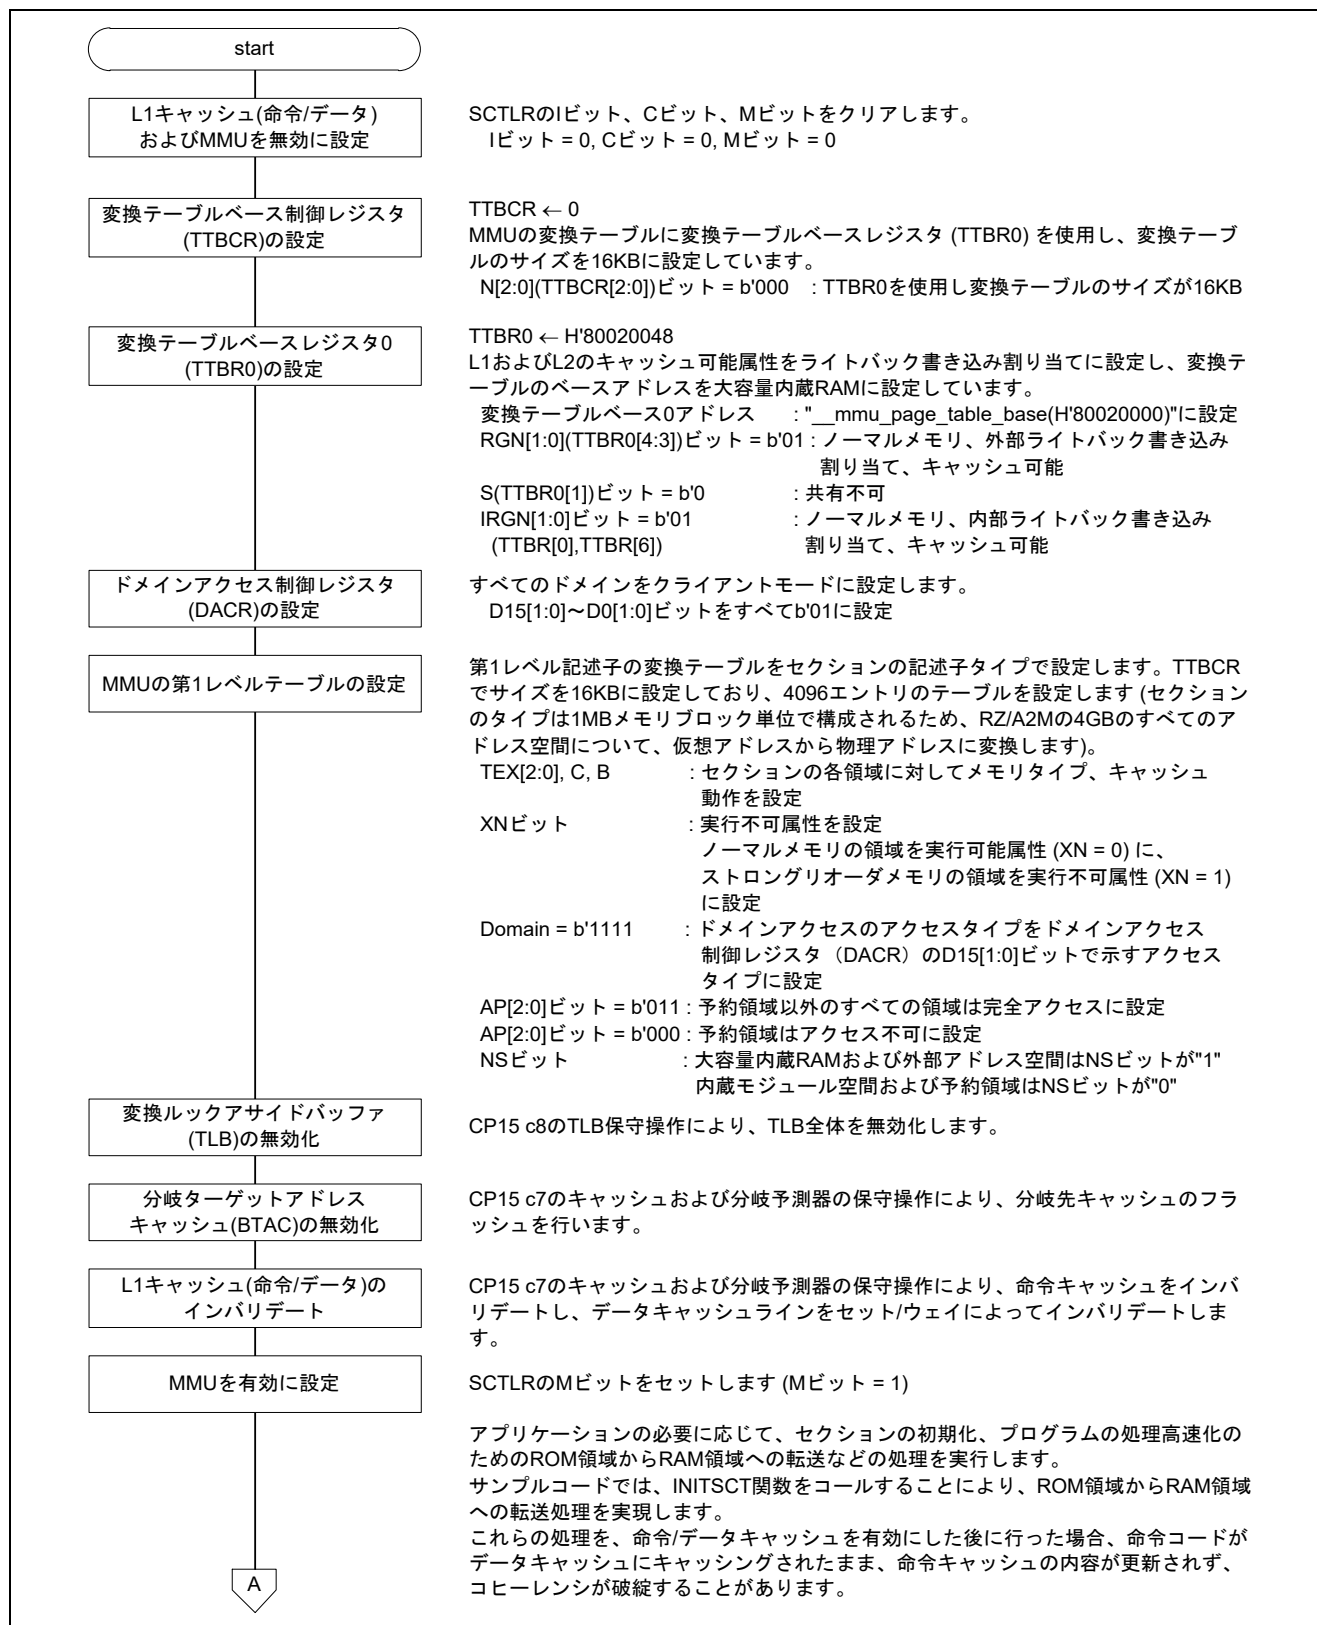 start
L1キャッシュ(命令/データ)
およびMMUを無効に設定
SCTLRのIビット、Cビット、Mビットをクリアします。
Iビット = 0, Cビット = 0, Mビット = 0
変換テーブルベース制御レジスタ
(TTBCR)の設定
TTBCR ← 0
MMUの変換テーブルに変換テーブルベースレジスタ (TTBR0) を使用し、変換テーブ
ルのサイズを16KBに設定しています。
N[2:0](TTBCR[2:0])ビット = b'000 : TTBR0を使用し変換テーブルのサイズが16KB
変換テーブルベースレジスタ0
(TTBR0)の設定
TTBR0 ← H'80020048
L1およびL2のキャッシュ可能属性をライトバック書き込み割り当てに設定し、変換テ
ーブルのベースアドレスを大容量内蔵RAMに設定しています。
変換テーブルベース0アドレス : "__mmu_page_table_base(H'80020000)"に設定
RGN[1:0](TTBR0[4:3])ビット = b'01 : ノーマルメモリ、外部ライトバック書き込み
割り当て、キャッシュ可能
S(TTBR0[1])ビット = b'0 : 共有不可
IRGN[1:0]ビット = b'01 : ノーマルメモリ、内部ライトバック書き込み
(TTBR[0],TTBR[6]) 割り当て、キャッシュ可能
ドメインアクセス制御レジスタ
(DACR)の設定
すべてのドメインをクライアントモードに設定します。
D15[1:0]～D0[1:0]ビットをすべてb'01に設定
MMUの第1レベルテーブルの設定
第1レベル記述子の変換テーブルをセクションの記述子タイプで設定します。TTBCR
でサイズを16KBに設定しており、4096エントリのテーブルを設定します (セクション
のタイプは1MBメモリブロック単位で構成されるため、RZ/A2Mの4GBのすべてのア
ドレス空間について、仮想アドレスから物理アドレスに変換します)。
TEX[2:0], C, B : セクションの各領域に対してメモリタイプ、キャッシュ
動作を設定
XNビット : 実行不可属性を設定
ノーマルメモリの領域を実行可能属性 (XN = 0) に、
ストロングリオーダメモリの領域を実行不可属性 (XN = 1)
に設定
Domain = b'1111 : ドメインアクセスのアクセスタイプをドメインアクセス
制御レジスタ（DACR）のD15[1:0]ビットで示すアクセス
タイプに設定
AP[2:0]ビット = b'011 : 予約領域以外のすべての領域は完全アクセスに設定
AP[2:0]ビット = b'000 : 予約領域はアクセス不可に設定
NSビット : 大容量内蔵RAMおよび外部アドレス空間はNSビットが"1"
内蔵モジュール空間および予約領域はNSビットが"0"
変換ルックアサイドバッファ
(TLB)の無効化
CP15 c8のTLB保守操作により、TLB全体を無効化します。
分岐ターゲットアドレス
キャッシュ(BTAC)の無効化
CP15 c7のキャッシュおよび分岐予測器の保守操作により、分岐先キャッシュのフラ
ッシュを行います。
L1キャッシュ(命令/データ)の
インバリデート
CP15 c7のキャッシュおよび分岐予測器の保守操作により、命令キャッシュをインバ
リデートし、データキャッシュラインをセット/ウェイによってインバリデートしま
す。
MMUを有効に設定
SCTLRのMビットをセットします (Mビット = 1)
アプリケーションの必要に応じて、セクションの初期化、プログラムの処理高速化の
ためのROM領域からRAM領域への転送などの処理を実行します。
サンプルコードでは、INITSCT関数をコールすることにより、ROM領域からRAM領域
への転送処理を実現します。
これらの処理を、命令/データキャッシュを有効にした後に行った場合、命令コードが
データキャッシュにキャッシングされたまま、命令キャッシュの内容が更新されず、
コヒーレンシが破綻することがあります。
A